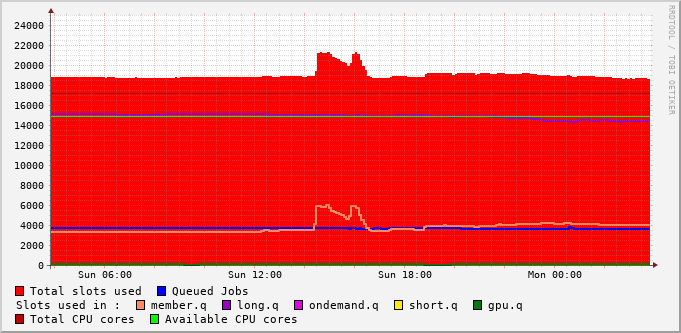 RRDTOOL / TOBI OETIKER
24000
22000
20000
18000
16000
14000
12000
10000
8000
6000
4000
2000
0
Sun 06:00 Sun 12:00 Sun 18:00 Mon 00:00
Total slots used Queued Jobs
Slots used in : member.q long.q ondemand.q short.q gpu.q
Total CPU cores Available CPU cores